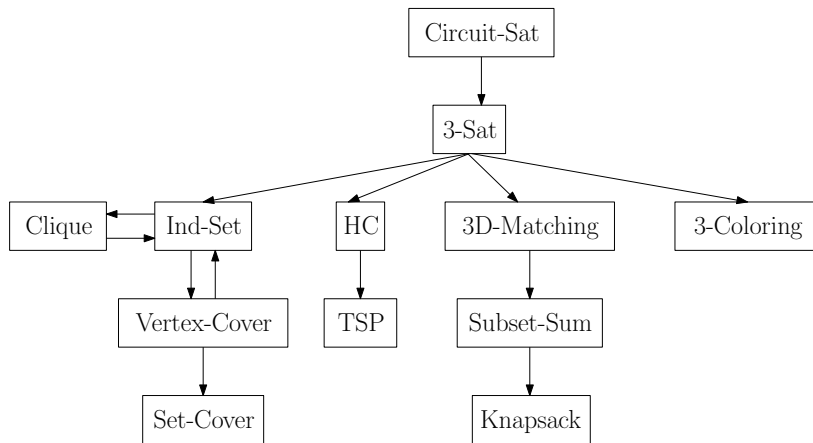 Circuit-Sat
3-Sat
Clique
Ind-Set
HC
3D-Matching
3-Coloring
Vertex-Cover
TSP
Subset-Sum
Set-Cover
Knapsack